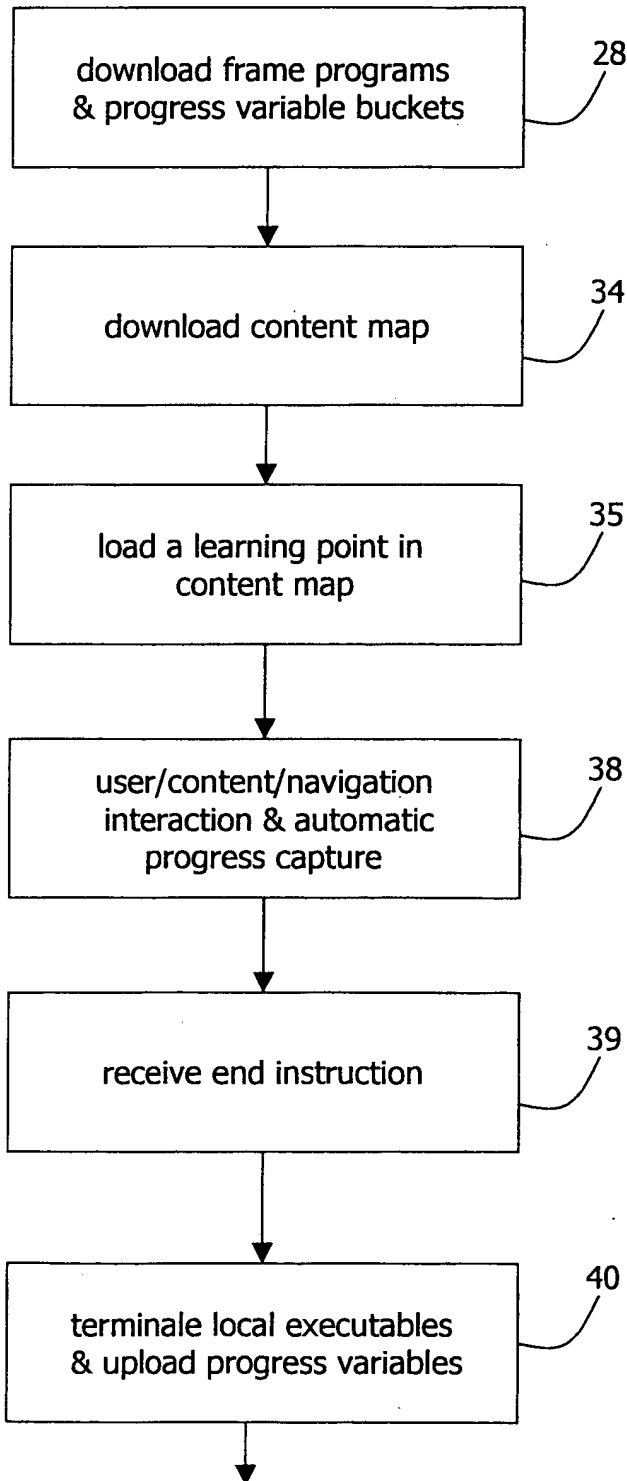 download frame programs
& progress variable buckets
28
download content map
34
load a learning point in
content map
35
user/content/navigation
interaction & automatic
progress capture
38
receive end instruction
39
terminale local executables
& upload progress variables
40